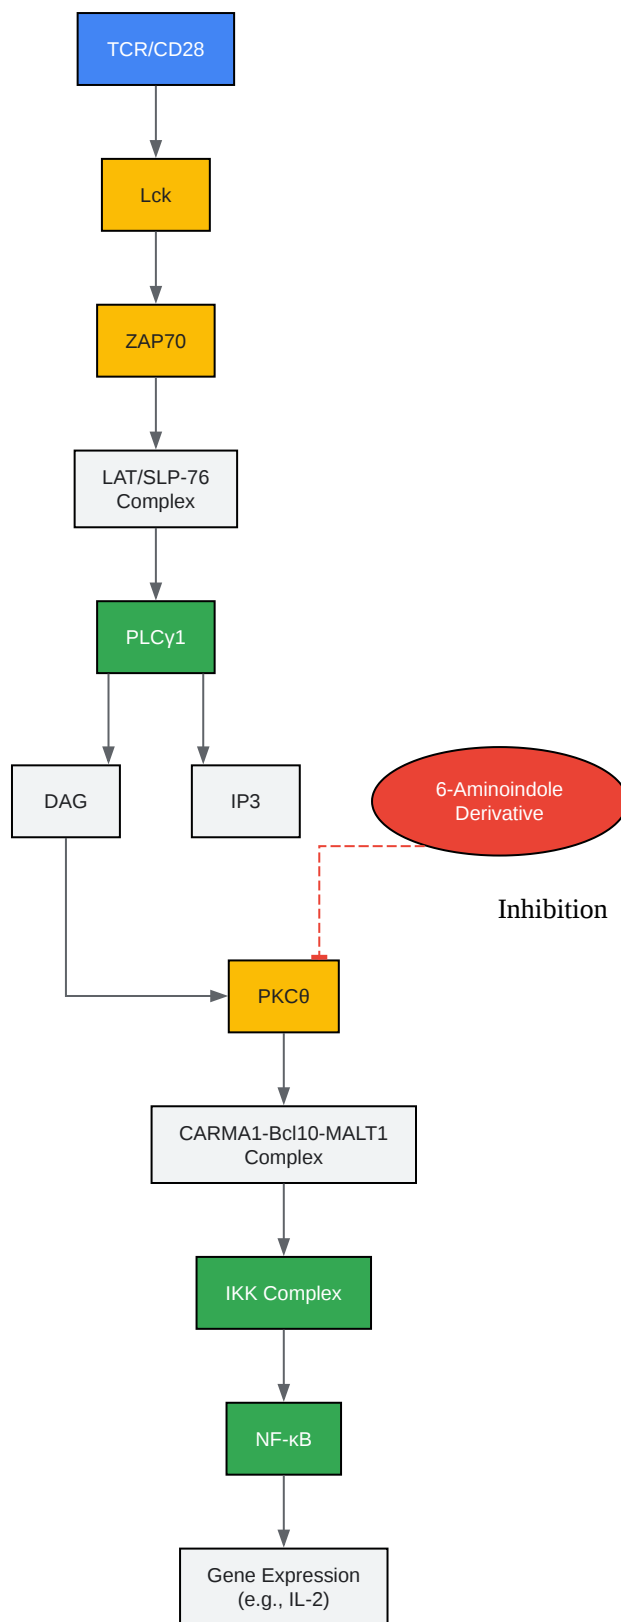 TCR/CD28
Lck
ZAP70
LAT/SLP-76
Complex
PLCγ1
DAG
IP3
6-Aminoindole
Derivative
Inhibition
PKCθ
CARMA1-Bcl10-MALT1
Complex
IKK Complex
NF-κB
Gene Expression
(e.g., IL-2)